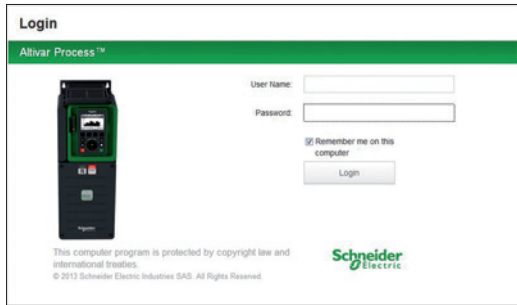 Login
Altivar Process™
User Name:
Password:
Remember me on this
computer
Login
This computer program is protected by copyright law and
international treaties.
© 2013 Schneider Electric Industries SAS. All Rights Reserved.
Schneider
Electric